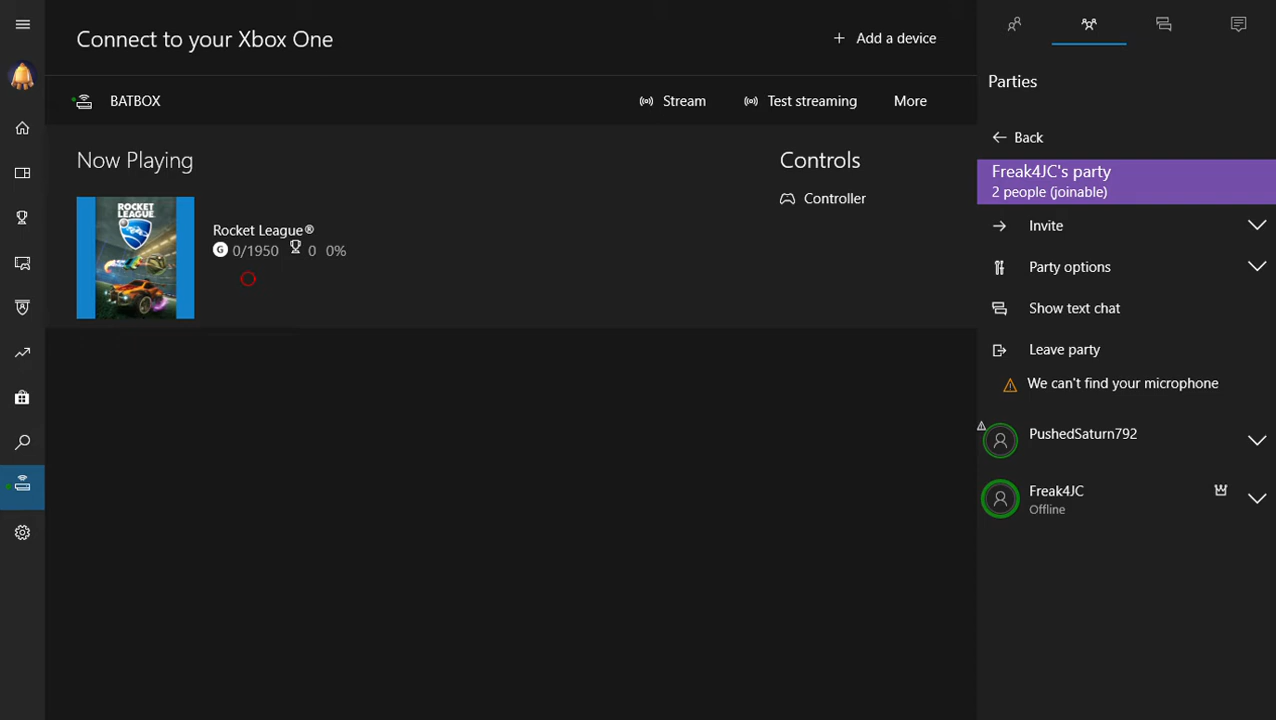 Connect to your Xbox One
+ Add a device
BATBOX
Stream
Test streaming
More
Now Playing
ROCKET
LEAGUE
Rocket League®
G 0/1950 0 0%
Controls
Controller
Parties
Back
Freak4JC's party
2 people (joinable)
Invite
Party options
Show text chat
Leave party
We can't find your microphone
PushedSaturn792
Freak4JC
Offline